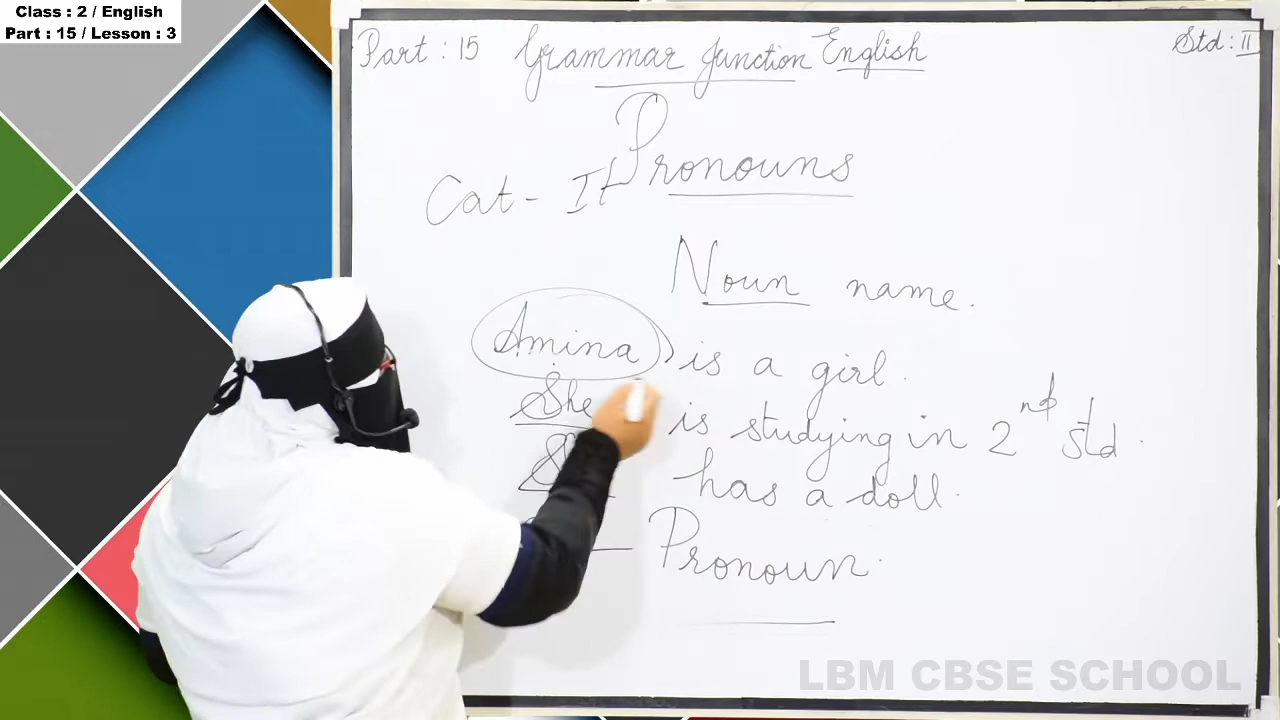 Class : 2 / English
Part : 15 / Lesson : 3
Part : 15 Grammar Junction English Std : II
Pronouns
Cat - It
Noun name.
Amina is a girl.
She is studying in 2nd std.
has a doll.
Pronoun.
LBM CBSE SCHOOL